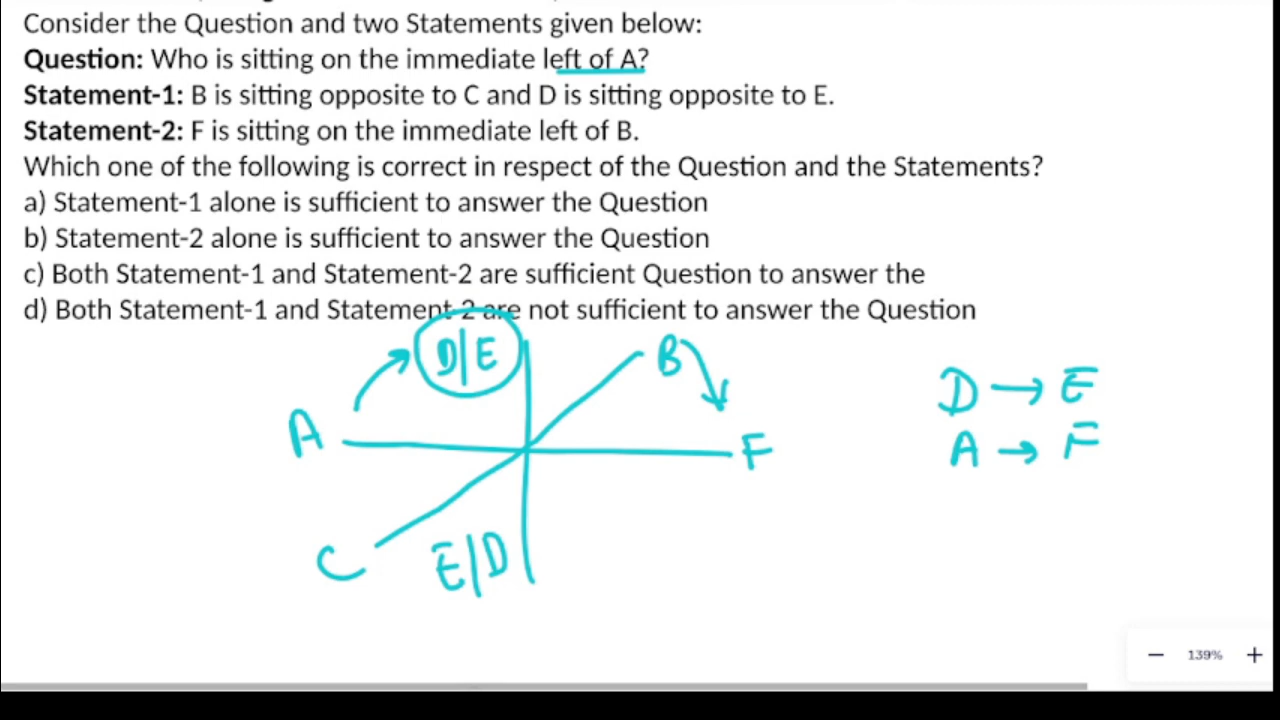 Consider the Question and two Statements given below:
Question: Who is sitting on the immediate left of A?
Statement-1: B is sitting opposite to C and D is sitting opposite to E.
Statement-2: F is sitting on the immediate left of B.
Which one of the following is correct in respect of the Question and the Statements?
a) Statement-1 alone is sufficient to answer the Question
b) Statement-2 alone is sufficient to answer the Question
c) Both Statement-1 and Statement-2 are sufficient Question to answer the
d) Both Statement-1 and Statement-2 are not sufficient to answer the Question
D/E
B
D → E
A
F
A → F
C
E/D
139%